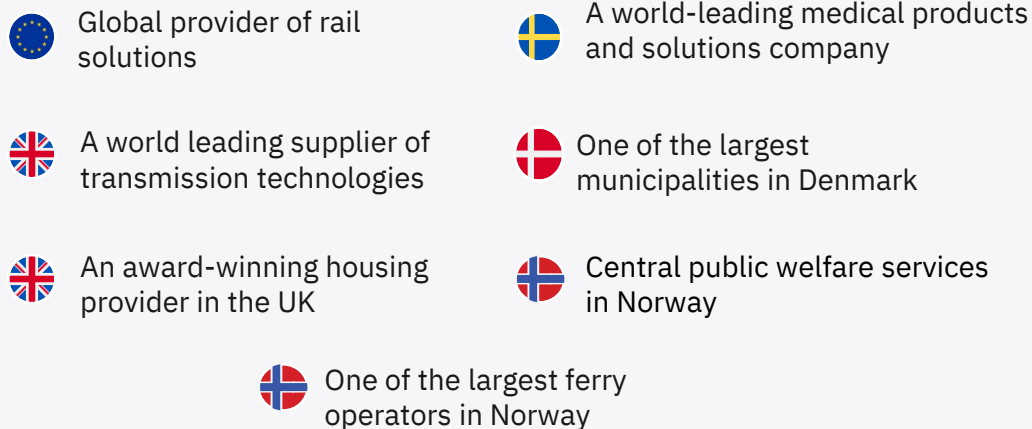 Global provider of rail
solutions
A world-leading medical products
and solutions company
A world leading supplier of
transmission technologies
One of the largest
municipalities in Denmark
An award-winning housing
provider in the UK
Central public welfare services
in Norway
One of the largest ferry
operators in Norway